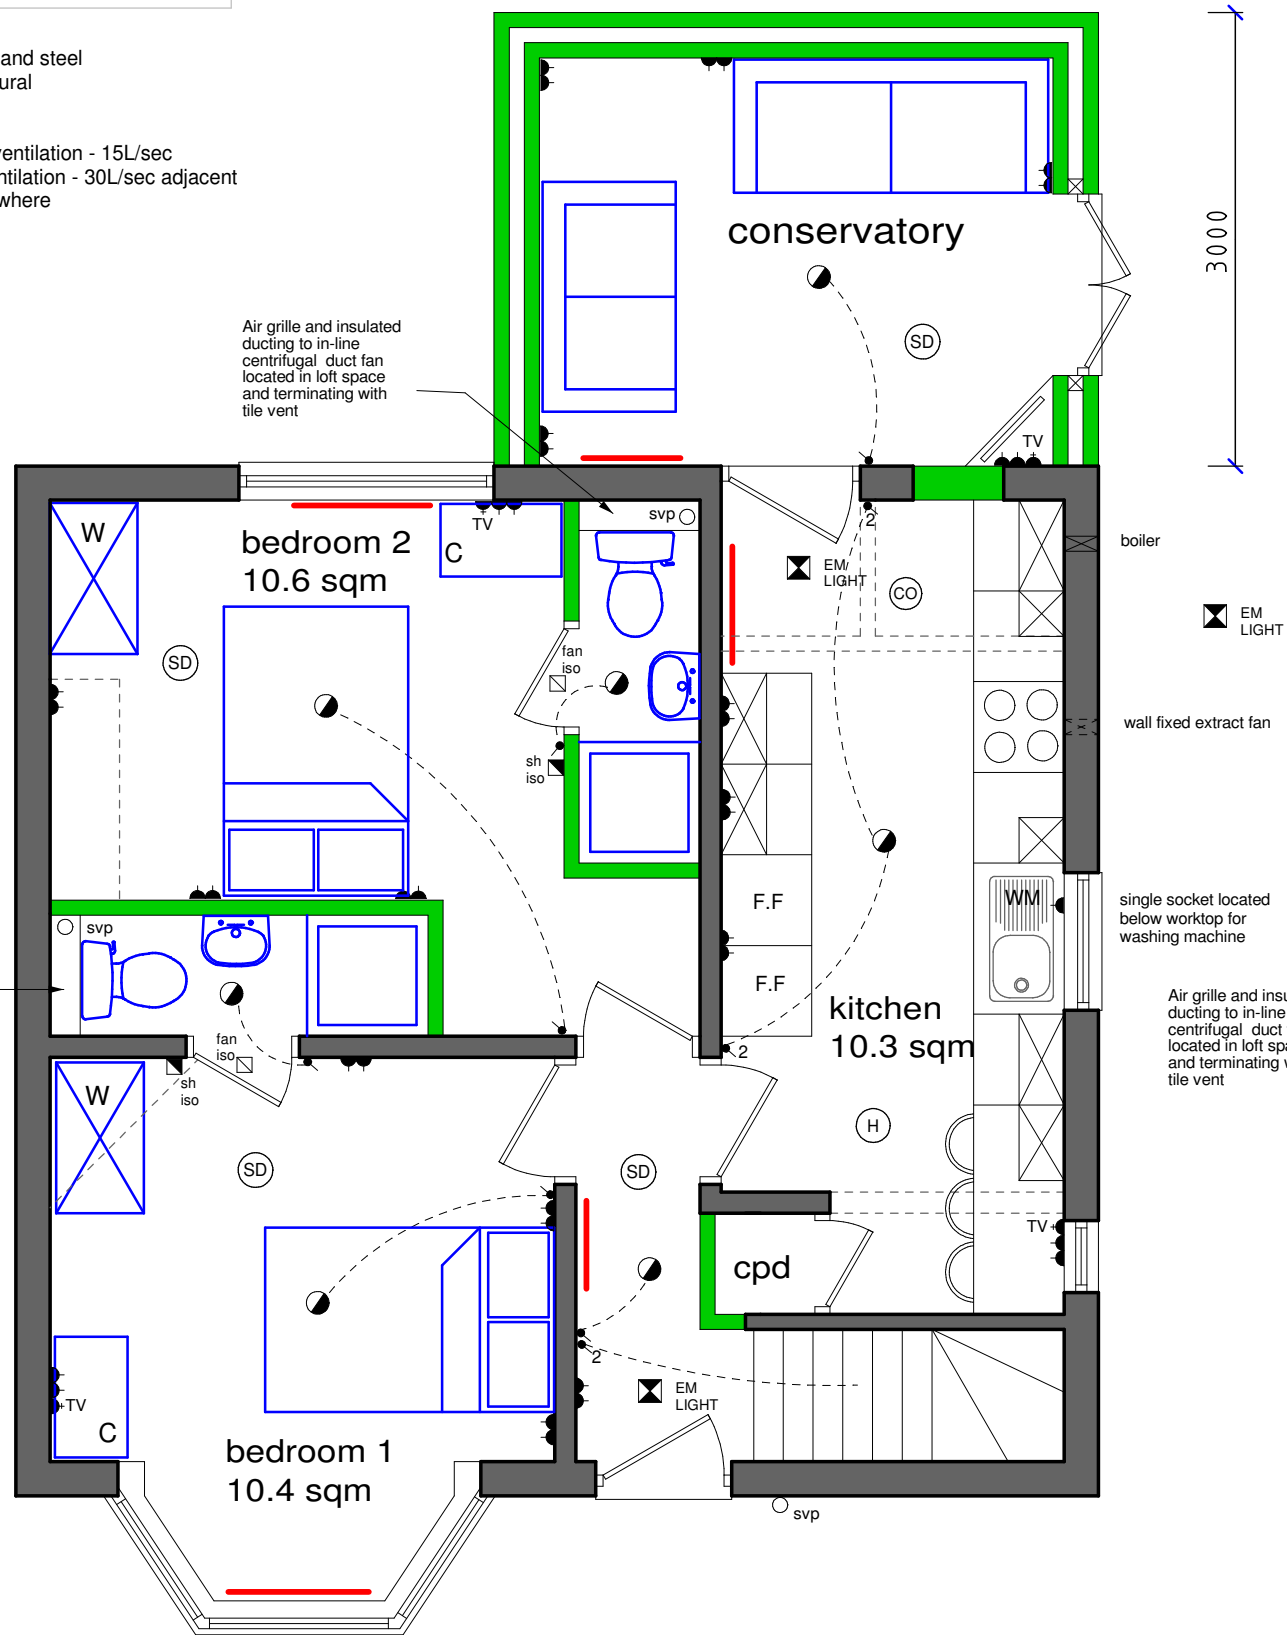 and steel
ural
ventilation - 15L/sec
ntilation - 30L/sec adjacent
where
3000
conservatory
SD
Air grille and insulated
ducting to in-line
centrifugal duct fan
located in loft space
and terminating with
tile vent
TV
svp
TV
W
C
bedroom 2
10.6 sqm
2
EM
LIGHT
CO
boiler
EM
LIGHT
SD
fan
iso
wall fixed extract fan
sh
iso
F.F
WM
single socket located
below worktop for
washing machine
svp
F.F
kitchen
10.3 sqm
Air grille and insu
ducting to in-line
centrifugal duct
located in loft spa
and terminating w
tile vent
fan
iso
2
sh
iso
W
H
SD
SD
TV
cpd
2
EM
LIGHT
TV
C
bedroom 1
10.4 sqm
svp